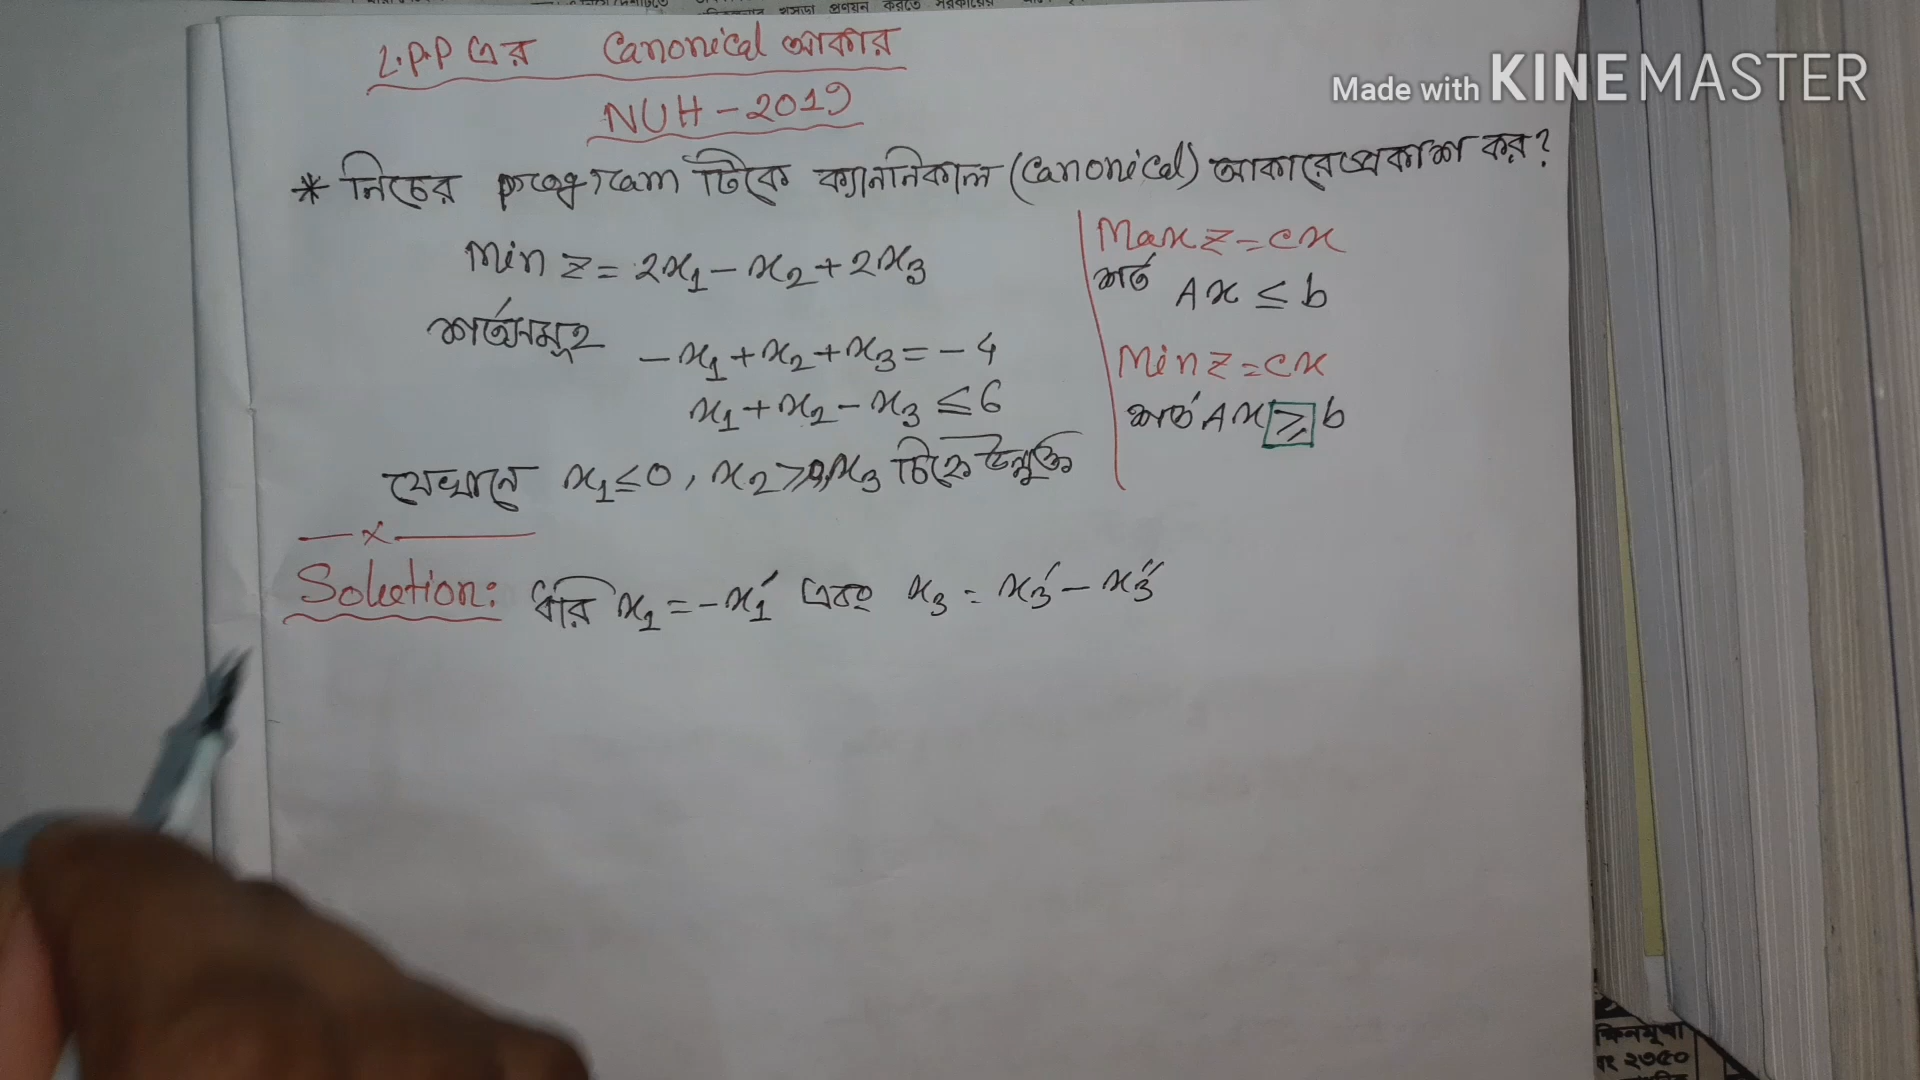 L.P.P এর Canonical আকার
NUH - 2019
Made with KINEMASTER
* নিচের program টিকে ক্যাননিকাল (Canonical) আকারে প্রকাশ কর?
Min z = 2x₁ - x₂ + 2x₃
শর্তসমূহ
-x₁ + x₂ + x₃ = -4
x₁ + x₂ - x₃ ≤ 6
যেখানে x₁ ≤ 0, x₂ ≥ 0, x₃ চিহ্নে উন্মুক্ত
Max z = cx
শর্ত Ax ≤ b
Min z = cx
শর্ত Ax ≥ b
Solution: ধরি x₁ = -x₁′ এবং x₃ = x₃′ - x₃″